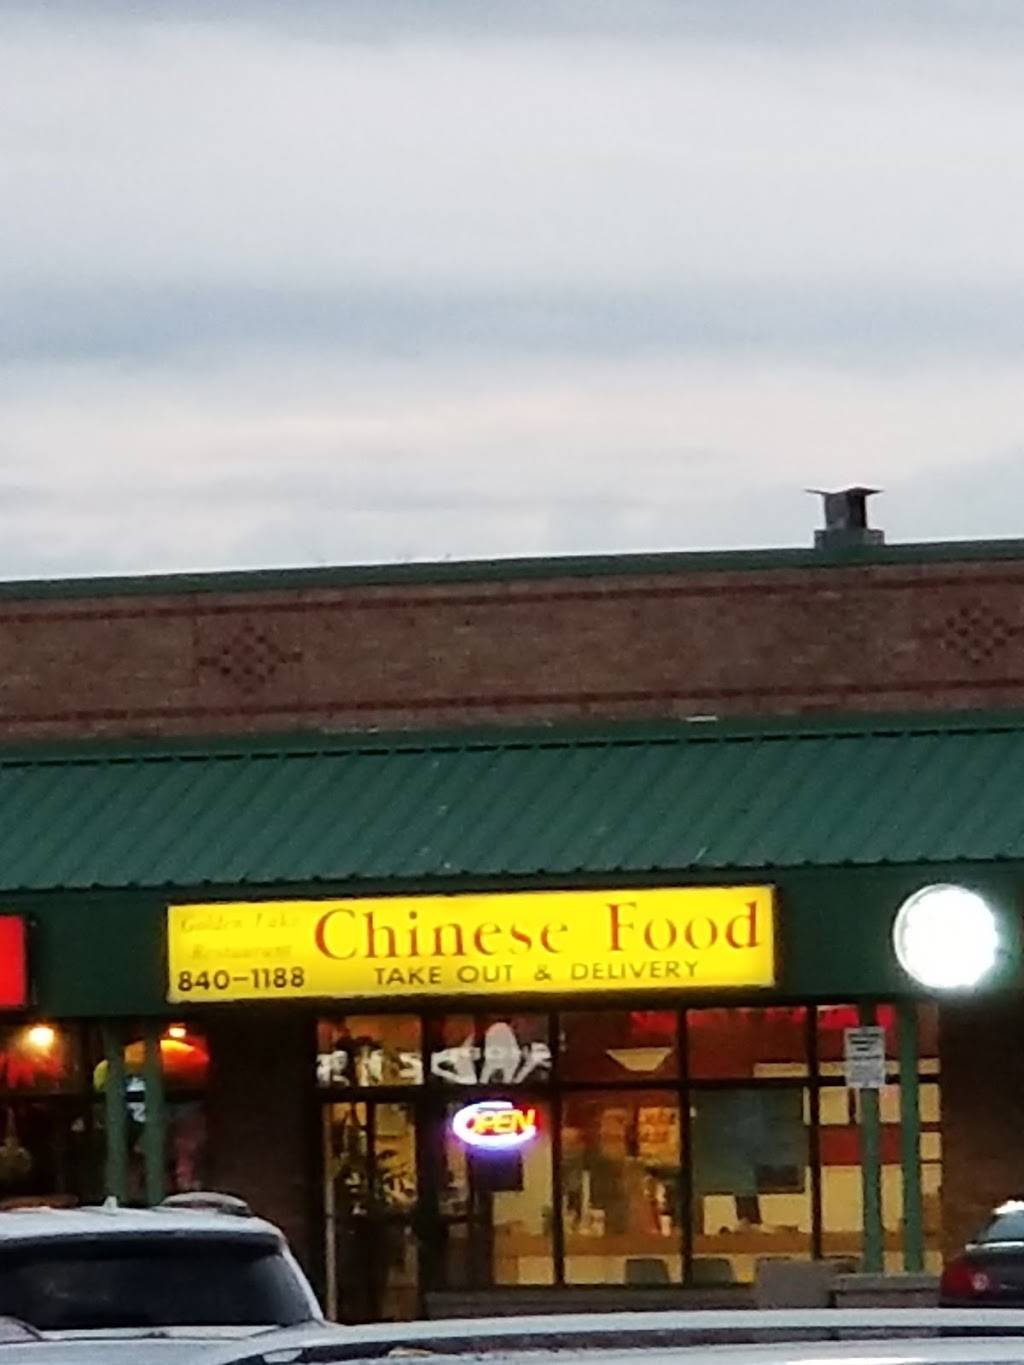 Golden Lake
Restaurant
840-1188
Chinese Food
TAKE OUT & DELIVERY
OPEN